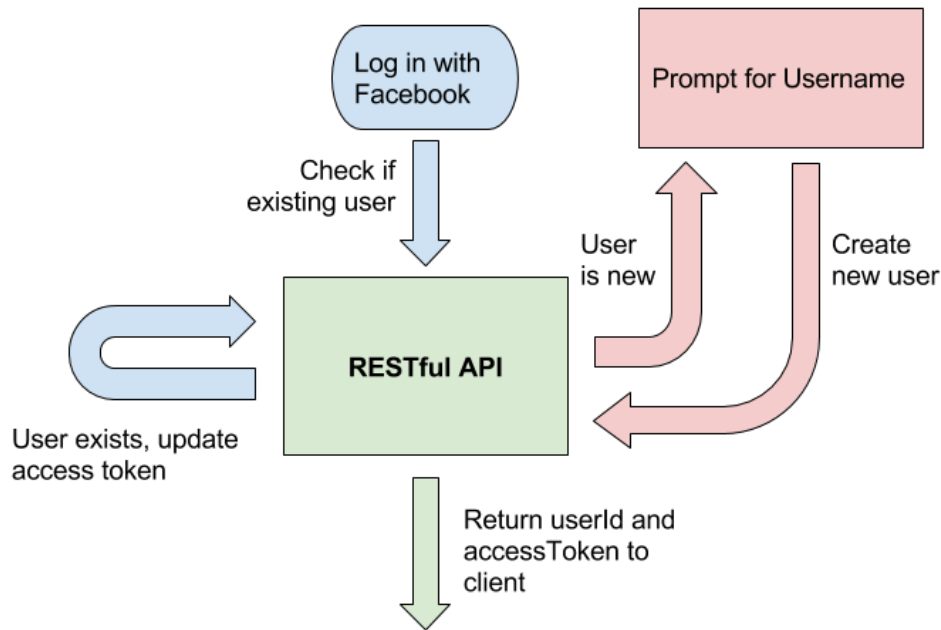 Log in with
Facebook
Prompt for Username
Check if
existing user
User
is new
Create
new user
RESTful API
User exists, update
access token
Return userId and
accessToken to
client